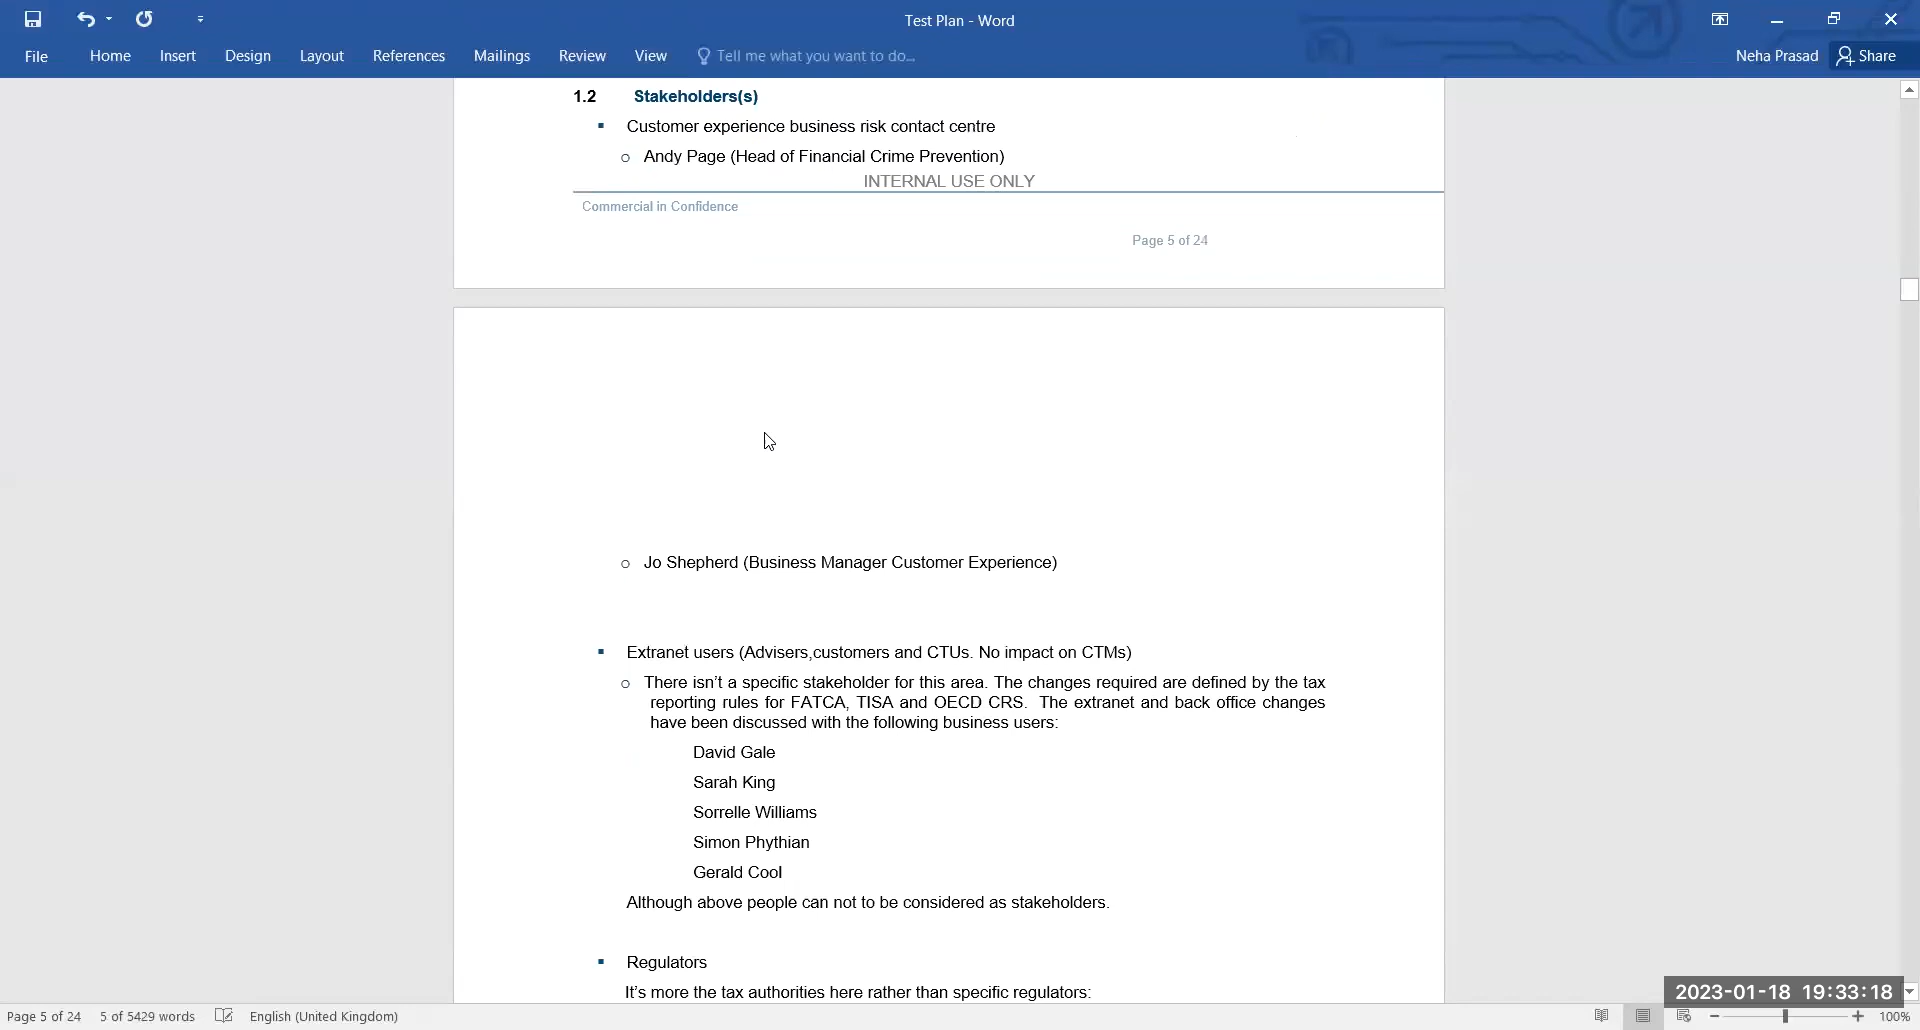 Test Plan - Word
File Home Insert Design Layout References Mailings Review View Tell me what you want to do... Neha Prasad Share
1.2 Stakeholders(s)
▪ Customer experience business risk contact centre
o Andy Page (Head of Financial Crime Prevention)
INTERNAL USE ONLY
Commercial in Confidence
Page 5 of 24
o Jo Shepherd (Business Manager Customer Experience)
▪ Extranet users (Advisers,customers and CTUs. No impact on CTMs)
o There isn’t a specific stakeholder for this area. The changes required are defined by the tax
reporting rules for FATCA, TISA and OECD CRS. The extranet and back office changes
have been discussed with the following business users:
David Gale
Sarah King
Sorrelle Williams
Simon Phythian
Gerald Cool
Although above people can not to be considered as stakeholders.
▪ Regulators
It’s more the tax authorities here rather than specific regulators:
2023-01-18 19:33:18
Page 5 of 24 5 of 5429 words English (United Kingdom) 100%